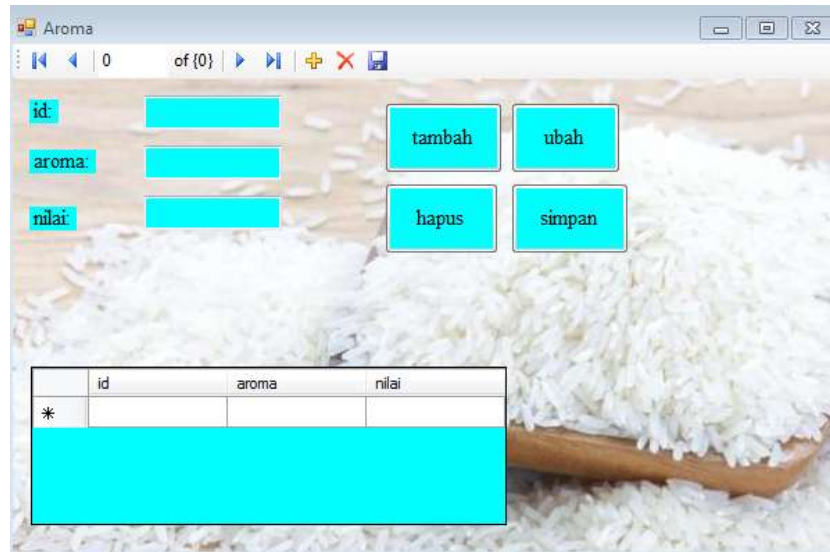 Aroma
0 of {0}
id:
aroma:
nilai:
tambah ubah
hapus simpan
id aroma nilai